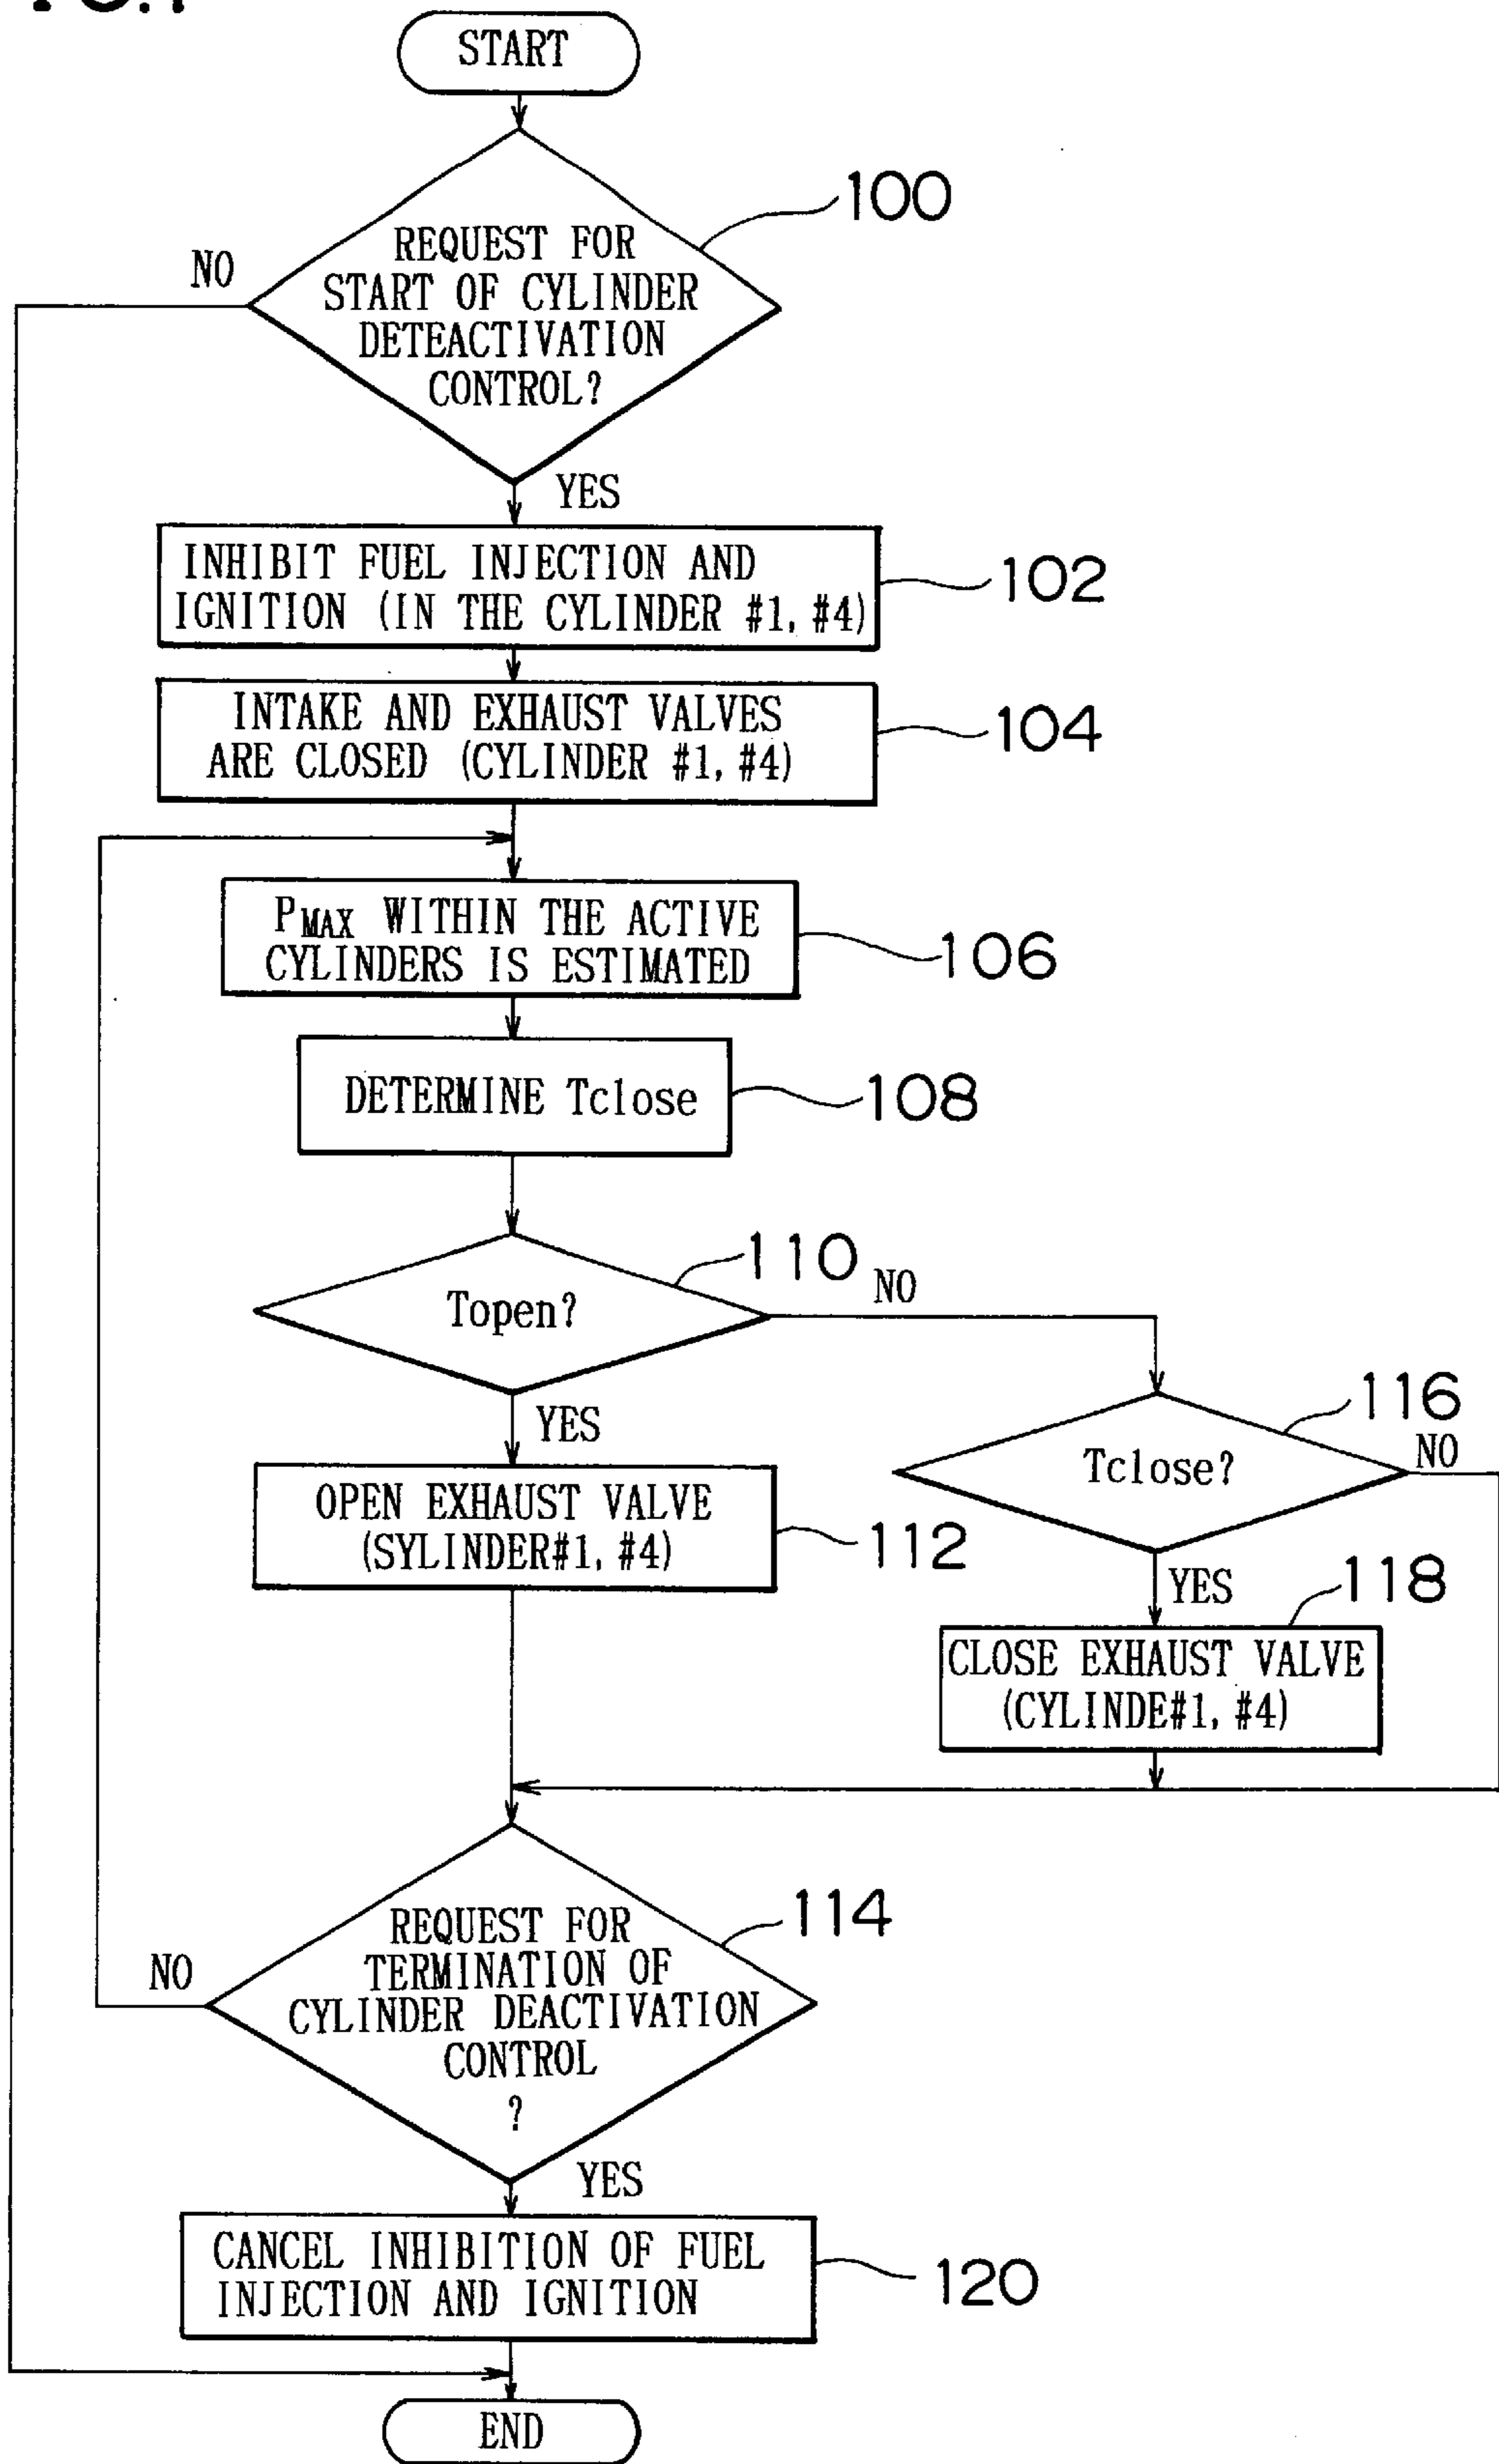 START
100
REQUEST FOR
START OF CYLINDER
DETEACTIVATION
CONTROL?
NO
YES
INHIBIT FUEL INJECTION AND
IGNITION (IN THE CYLINDER #1, #4)
102
INTAKE AND EXHAUST VALVES
ARE CLOSED (CYLINDER #1, #4)
104
PMAX WITHIN THE ACTIVE
CYLINDERS IS ESTIMATED
106
DETERMINE Tclose
108
110
Topen?
NO
YES
116
Tclose?
NO
OPEN EXHAUST VALVE
(SYLINDER#1, #4)
112
YES
118
CLOSE EXHAUST VALVE
(CYLINDE#1, #4)
114
REQUEST FOR
TERMINATION OF
CYLINDER DEACTIVATION
CONTROL
?
NO
YES
CANCEL INHIBITION OF FUEL
INJECTION AND IGNITION
120
END